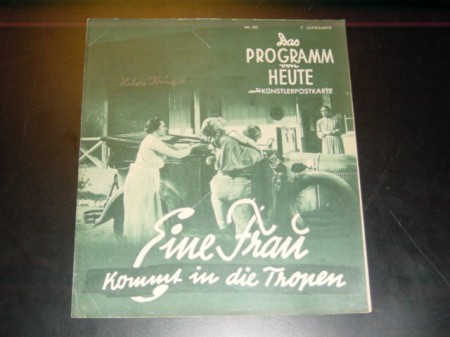 Das
PROGRAMM
von
HEUTE
KÜNSTLERPOSTKARTE
Eine Frau
kommt in die Tropen